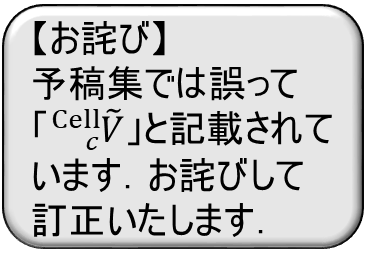 【お詫び】
予稿集では誤って
「$^{\mathrm{Cell}}_{c}\tilde{V}$」と記載されて
います．お詫びして
訂正いたします．